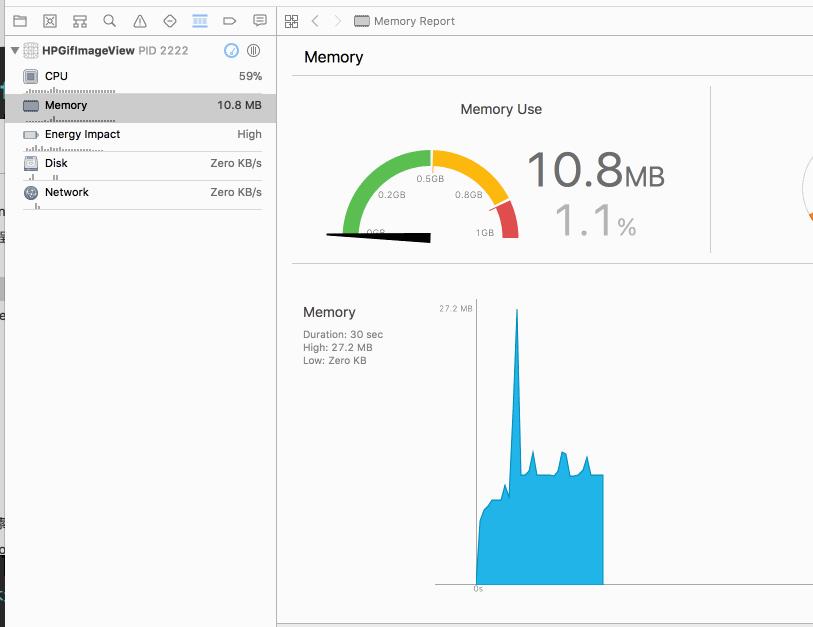 Memory Report
HPGifImageView PID 2222
CPU 59%
Memory 10.8 MB
Energy Impact High
Disk Zero KB/s
Network Zero KB/s
Memory
Memory Use
0GB
0.2GB
0.5GB
0.8GB
1GB
10.8MB
1.1%
Memory
Duration: 30 sec
High: 27.2 MB
Low: Zero KB
27.2 MB
0s